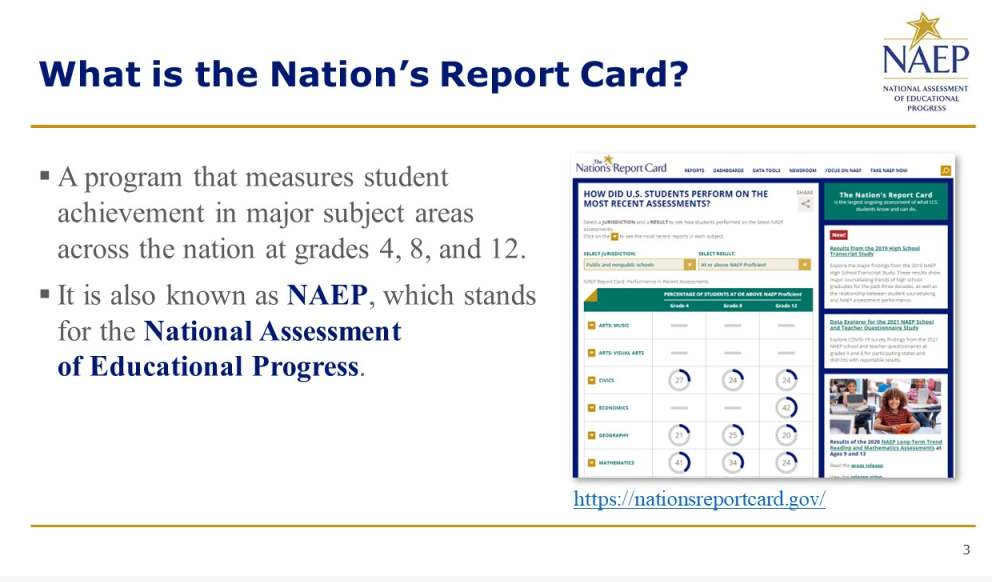 What is the Nation's Report Card?
NAEP
NATIONAL ASSESSMENT
OF EDUCATIONAL
PROGRESS
▪ A program that measures student
achievement in major subject areas
across the nation at grades 4, 8, and 12.
▪ It is also known as NAEP, which stands
for the National Assessment
of Educational Progress.
The
Nation's Report Card
REPORTS DASHBOARDS DATA TOOLS NEWSROOM FOCUS ON NAEP TAKE NAEP NOW
HOW DID U.S. STUDENTS PERFORM ON THE
MOST RECENT ASSESSMENTS?
SHARE
Select a JURISDICTION and a RESULT to see how students performed on the latest NAEP
assessments.
Click on the to see the most recent reports in each subject.
SELECT JURISDICTION: SELECT RESULT:
Public and nonpublic schools At or above NAEP Proficient
NAEP Report Card: Performance in Recent Assessments
PERCENTAGE OF STUDENTS AT OR ABOVE NAEP Proficient
Grade 4 Grade 8 Grade 12
ARTS: MUSIC
ARTS: VISUAL ARTS
CIVICS 27 24 24
ECONOMICS 42
GEOGRAPHY 21 25 20
MATHEMATICS 41 34 24
The Nation's Report Card
is the largest ongoing assessment of what U.S.
students know and can do.
New!
Results from the 2019 High School
Transcript Study
Explore the major findings from the 2019 NAEP
High School Transcript Study. These results show
major coursetaking trends of high school
graduates for the past three decades, as well as
the relationship between student coursetaking,
and NAEP assessment performance.
Data Explorer for the 2021 NAEP School
and Teacher Questionnaire Study
Explore COVID-19 survey findings from the 2021
NAEP school and teacher questionnaires at
grades 4 and 8 for participating states and
districts with reportable results.
Results of the 2020 NAEP Long-Term Trend
Reading and Mathematics Assessments at
Ages 9 and 13
Read the press release
https://nationsreportcard.gov/
3